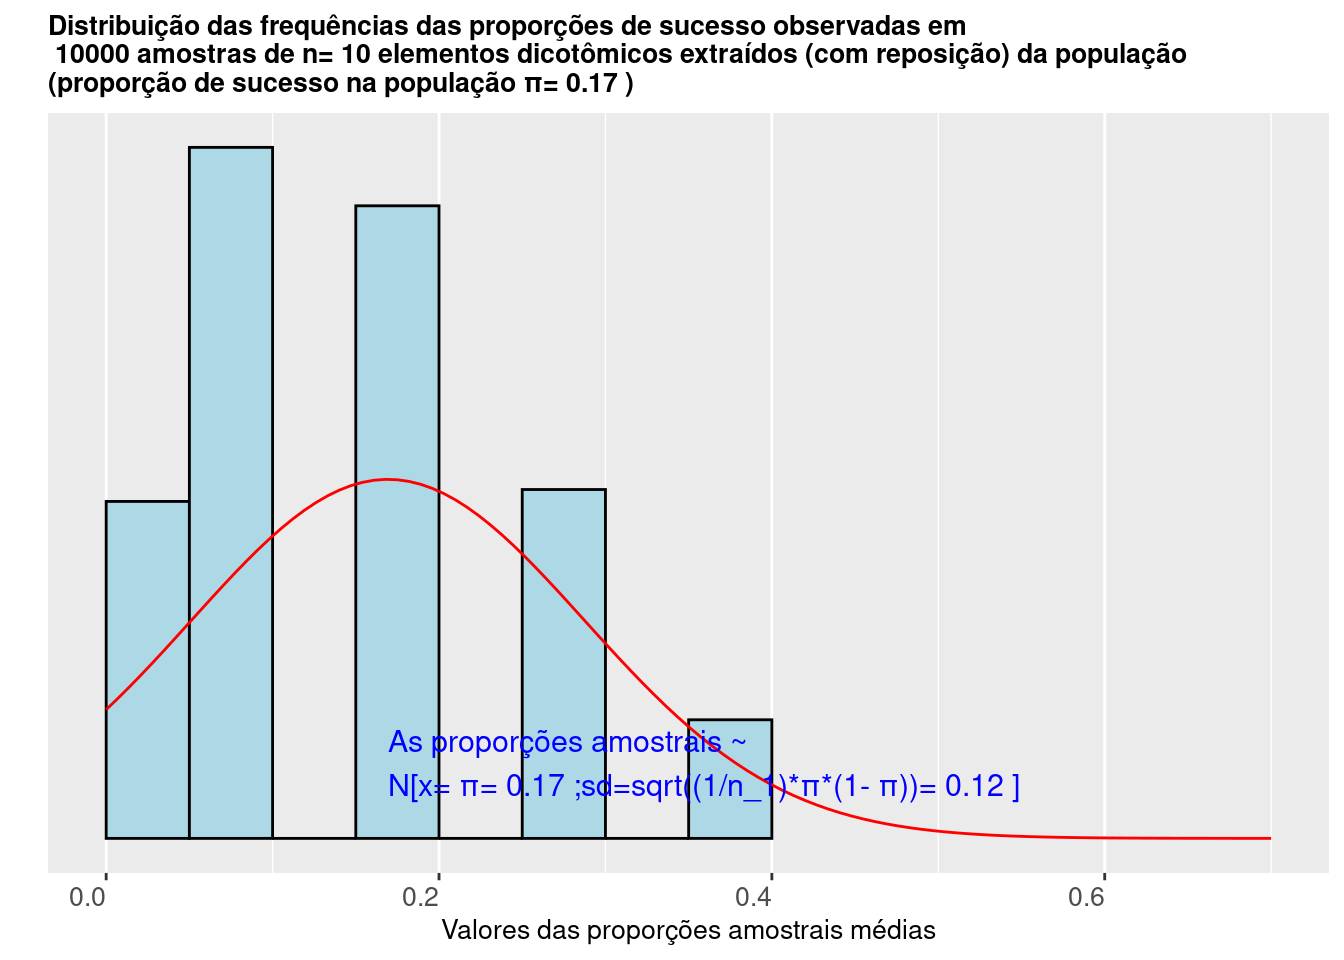 Distribuição das frequências das proporções de sucesso observadas em
10000 amostras de n= 10 elementos dicotômicos extraídos (com reposição) da população
(proporção de sucesso na população π= 0.17 )
As proporções amostrais ~
N[x= π= 0.17 ;sd=sqrt((1/n_1)*π*(1- π))= 0.12 ]
0.0 0.2 0.4 0.6
Valores das proporções amostrais médias